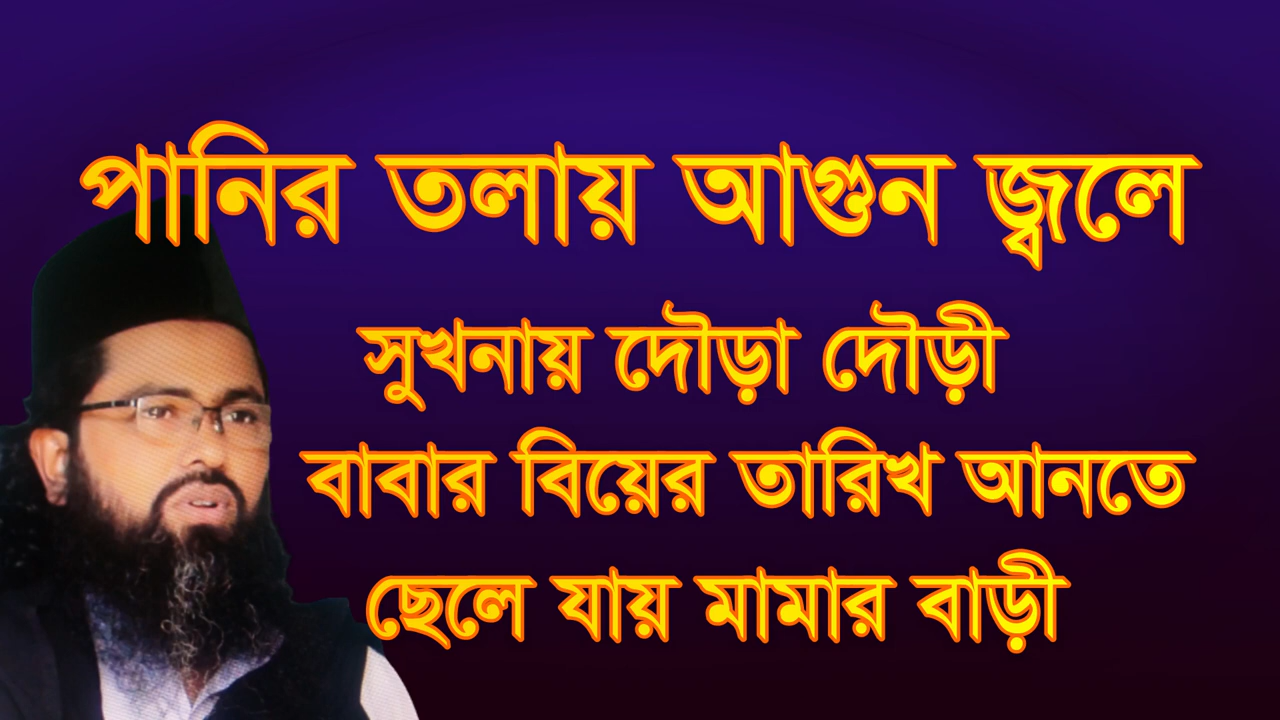 পানির তলায় আগুন জ্বলে
সুখনায় দৌড়া দৌড়ী
বাবার বিয়ের তারিখ আনতে
ছেলে যায় মামার বাড়ী